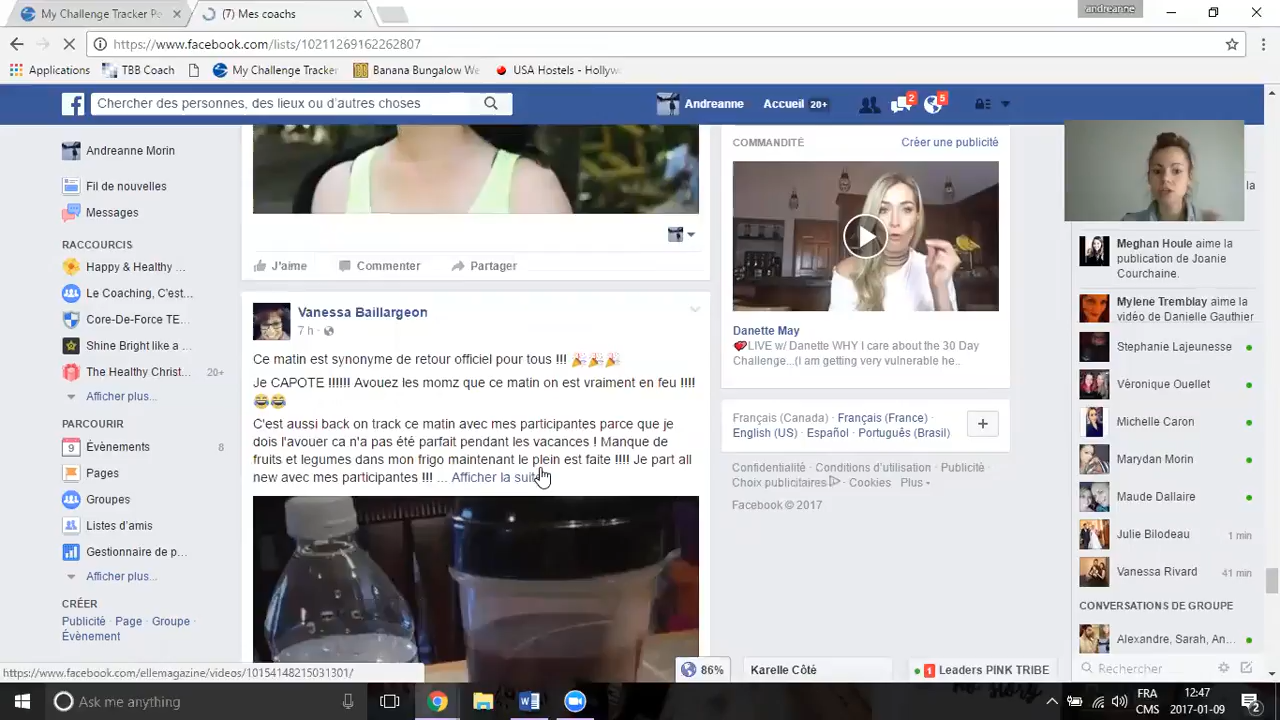 My Challenge Tracker Pe
(7) Mes coachs
andreanne
https://www.facebook.com/lists/10211269162262807
Applications
TBB Coach
My Challenge Tracker
Banana Bungalow We
USA Hostels - Hollyw
Chercher des personnes, des lieux ou d'autres choses
Andreanne
Accueil 20+
2
5
Andreanne Morin
Fil de nouvelles
Messages
RACCOURCIS
Happy & Healthy ...
Le Coaching, C'est...
Core-De-Force TE...
Shine Bright like a ...
The Healthy Christ... 20+
Afficher plus...
PARCOURIR
9 Évènements 8
Pages
Groupes
Listes d'amis
Gestionnaire de p...
Afficher plus...
CRÉER
Publicité · Page · Groupe ·
Évènement
https://www.facebook.com/ellemagazine/videos/10154148215031301/
J'aime
Commenter
Partager
Vanessa Baillargeon
7 h ·
Ce matin est synonyme de retour officiel pour tous !!! 🎉🎉🎉
Je CAPOTE !!!!!! Avouez les momz que ce matin on est vraiment en feu !!!!
😂😂
C'est aussi back on track ce matin avec mes participantes parce que je
dois l'avouer ca n'a pas été parfait pendant les vacances ! Manque de
fruits et legumes dans mon frigo maintenant le plein est faite !!!! Je part all
new avec mes participantes !!! ... Afficher la suite
COMMANDITÉ
Créer une publicité
Danette May
❤LIVE w/ Danette WHY I care about the 30 Day
Challenge...(I am getting very vulnerable he..
Français (Canada) · Français (France) ·
English (US) · Español · Português (Brasil)
+
Confidentialité · Conditions d'utilisation · Publicité ·
Choix publicitaires · Cookies · Plus
Facebook © 2017
Meghan Houle aime la
publication de Joanie
Courchaine.
Mylene Tremblay aime la
vidéo de Danielle Gauthier
Stephanie Lajeunesse
Véronique Ouellet
Michelle Caron
Marydan Morin
Maude Dallaire
Julie Bilodeau 1 min
Vanessa Rivard 41 min
CONVERSATIONS DE GROUPE
Alexandre, Sarah, An...
Rechercher
86%
Karelle Côté
1 Leaders PINK TRIBE
Ask me anything
FRA
CMS
12:47
2017-01-09
2